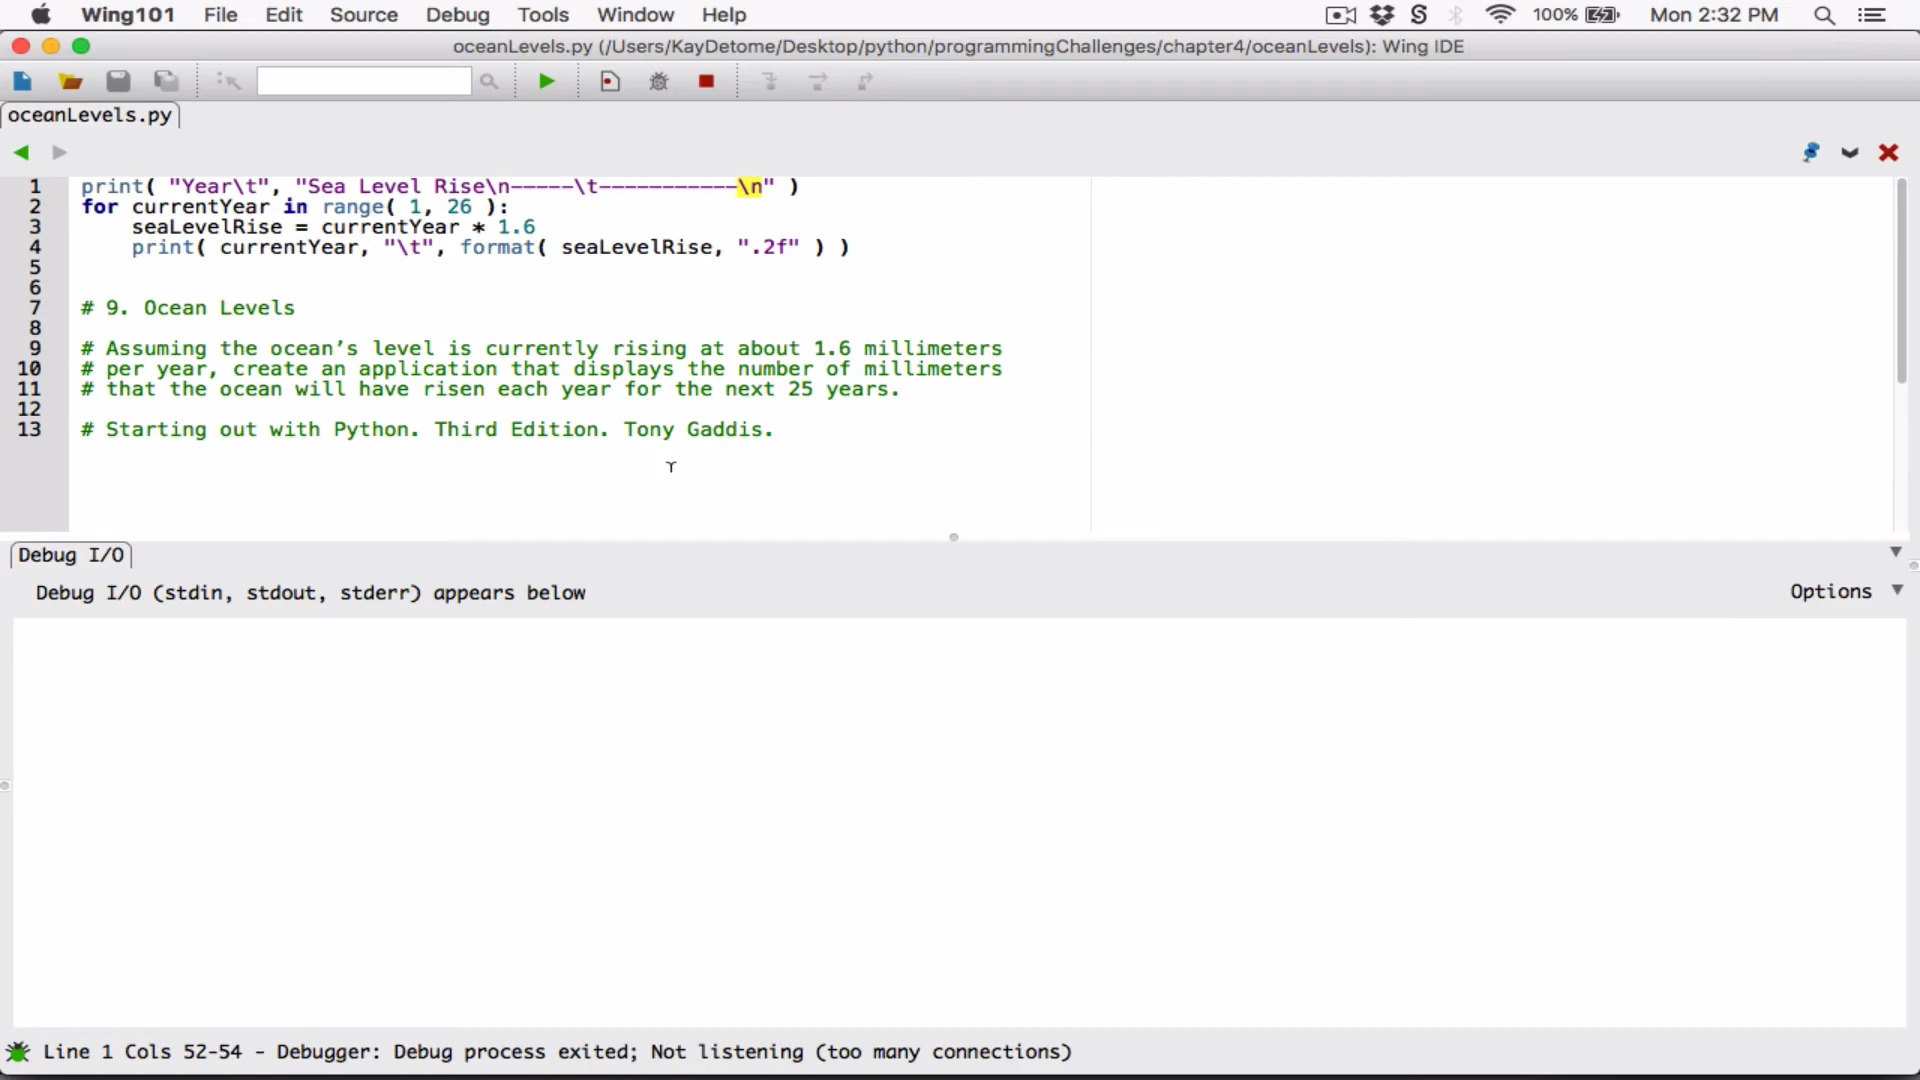 Wing101 File Edit Source Debug Tools Window Help 100% Mon 2:32 PM
oceanLevels.py (/Users/KayDetome/Desktop/python/programmingChallenges/chapter4/oceanLevels): Wing IDE
oceanLevels.py
1 print( "Year\t", "Sea Level Rise\n-----\t-----------\n" )
2 for currentYear in range( 1, 26 ):
3 seaLevelRise = currentYear * 1.6
4 print( currentYear, "\t", format( seaLevelRise, ".2f" ) )
5
6
7 # 9. Ocean Levels
8
9 # Assuming the ocean’s level is currently rising at about 1.6 millimeters
10 # per year, create an application that displays the number of millimeters
11 # that the ocean will have risen each year for the next 25 years.
12
13 # Starting out with Python. Third Edition. Tony Gaddis.
Debug I/O
Debug I/O (stdin, stdout, stderr) appears below Options
Line 1 Cols 52-54 - Debugger: Debug process exited; Not listening (too many connections)